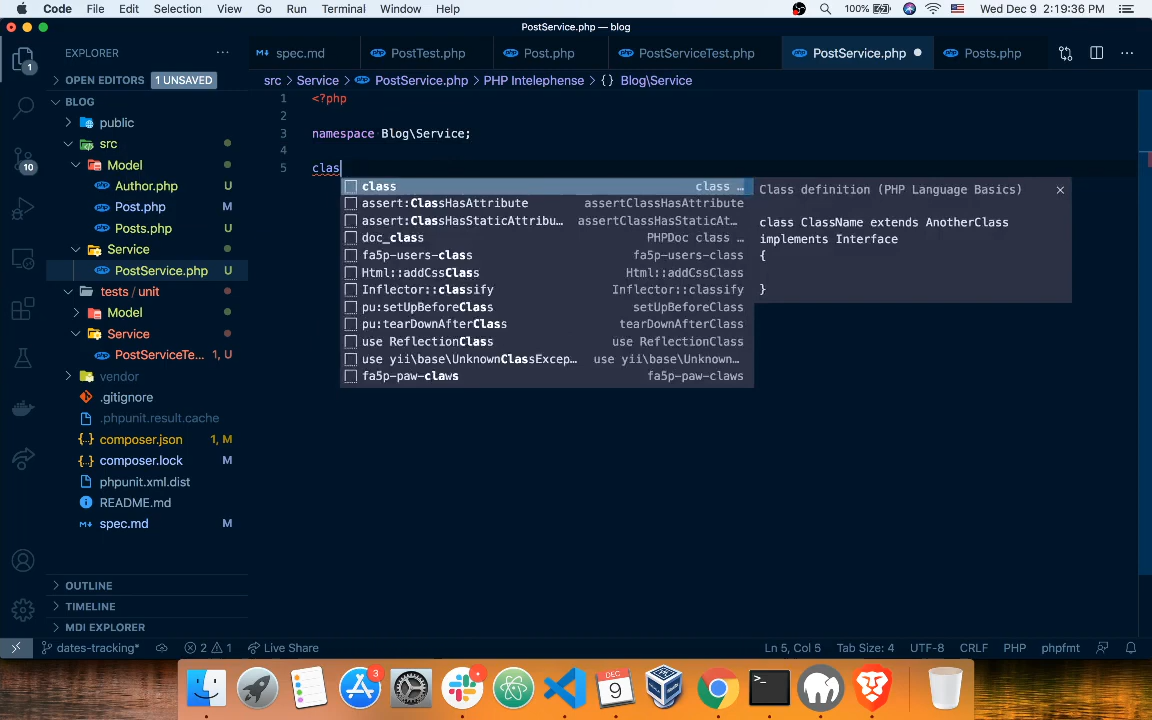 Code File Edit Selection View Go Run Terminal Window Help 100% Wed Dec 9 2:19:36 PM
PostService.php — blog
EXPLORER
spec.md PostTest.php Post.php PostServiceTest.php PostService.php Posts.php
OPEN EDITORS 1 UNSAVED
src > Service > PostService.php > PHP Intelephense > {} Blog\Service
BLOG
public
src
Model
Author.php U
Post.php M
Posts.php U
Service
PostService.php U
tests / unit
Model
Service
PostServiceTe... 1, U
vendor
.gitignore
.phpunit.result.cache
composer.json 1, M
composer.lock M
phpunit.xml.dist
README.md
spec.md M
OUTLINE
TIMELINE
MDI EXPLORER
1
10
1 <?php
2
3 namespace Blog\Service;
4
5 clas
class class …
assert:ClassHasAttribute assertClassHasAttribute
assert:ClassHasStaticAttribu… assertClassHasStaticAt…
doc_class PHPDoc class …
fa5p-users-class fa5p-users-class
Html::addCssClass Html::addCssClass
Inflector::classify Inflector::classify
pu:setUpBeforeClass setUpBeforeClass
pu:tearDownAfterClass tearDownAfterClass
use ReflectionClass use ReflectionClass
use yii\base\UnknownClassExcep… use yii\base\Unknown…
fa5p-paw-claws fa5p-paw-claws
Class definition (PHP Language Basics)
class ClassName extends AnotherClass
implements Interface
{
}
dates-tracking* 2 1 Live Share Ln 5, Col 5 Tab Size: 4 UTF-8 CRLF PHP phpfmt
3
DEC
9